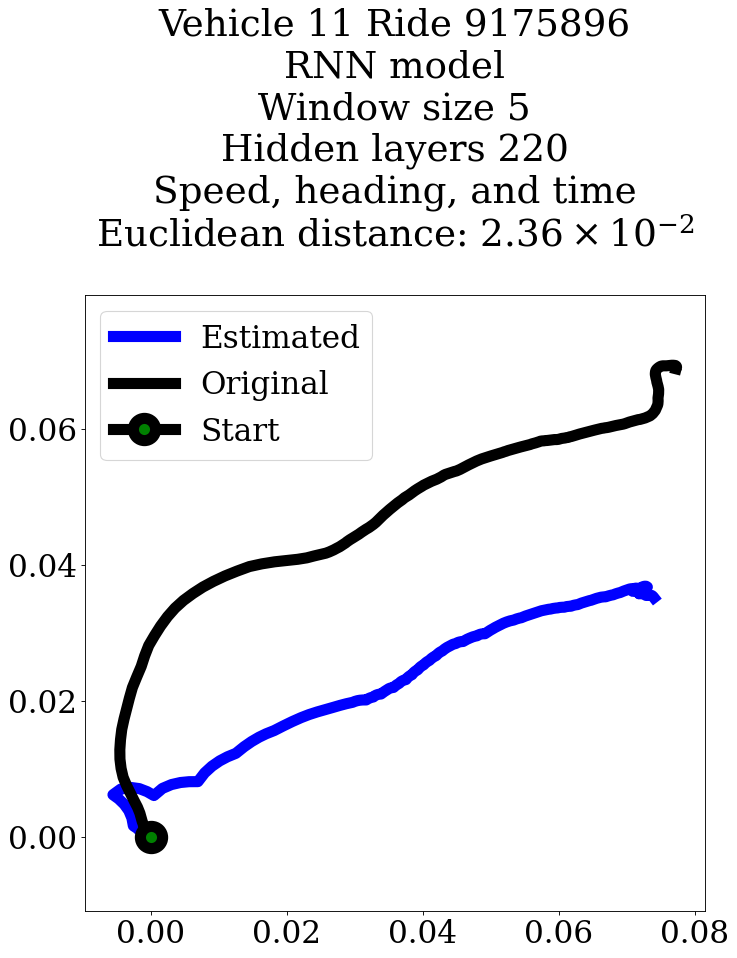 Vehicle 11 Ride 9175896
RNN model
Window size 5
Hidden layers 220
Speed, heading, and time
Euclidean distance: 2.36 × 10⁻²
Estimated
Original
Start
0.06
0.04
0.02
0.00
0.00 0.02 0.04 0.06 0.08